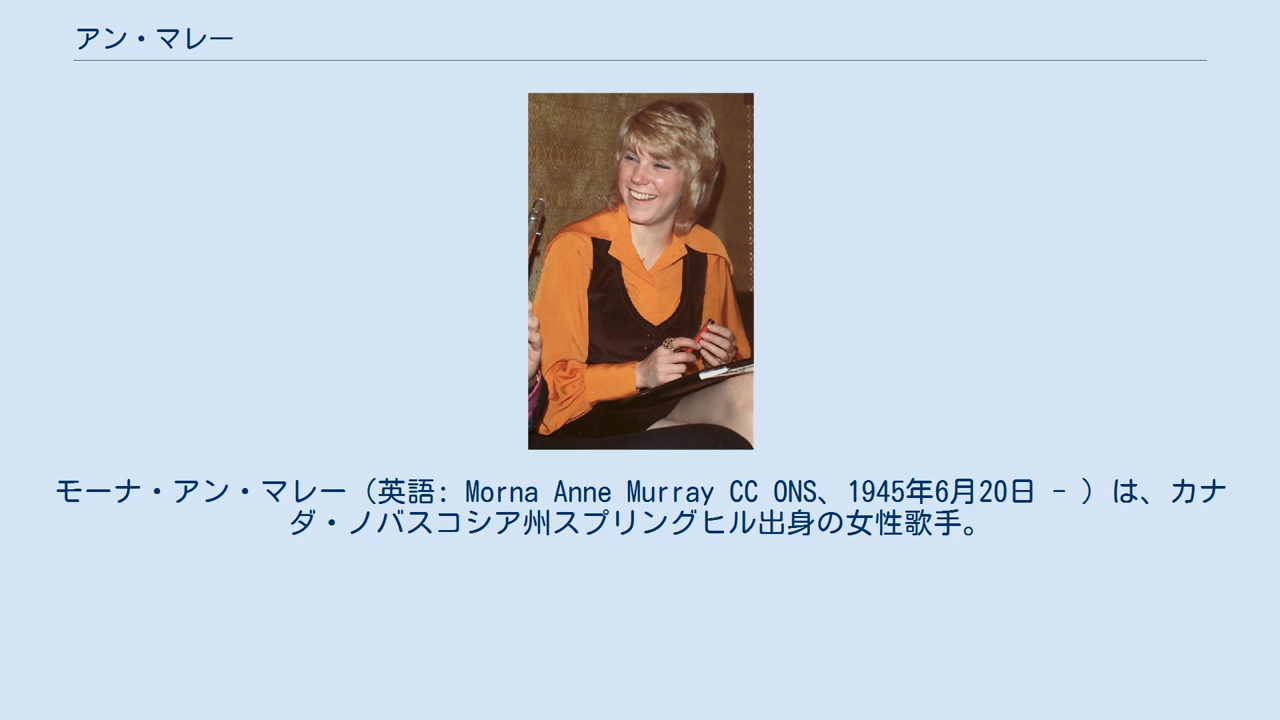 アン・マレー
モーナ・アン・マレー（英語: Morna Anne Murray CC ONS、1945年6月20日 - ）は、カナ
ダ・ノバスコシア州スプリングヒル出身の女性歌手。